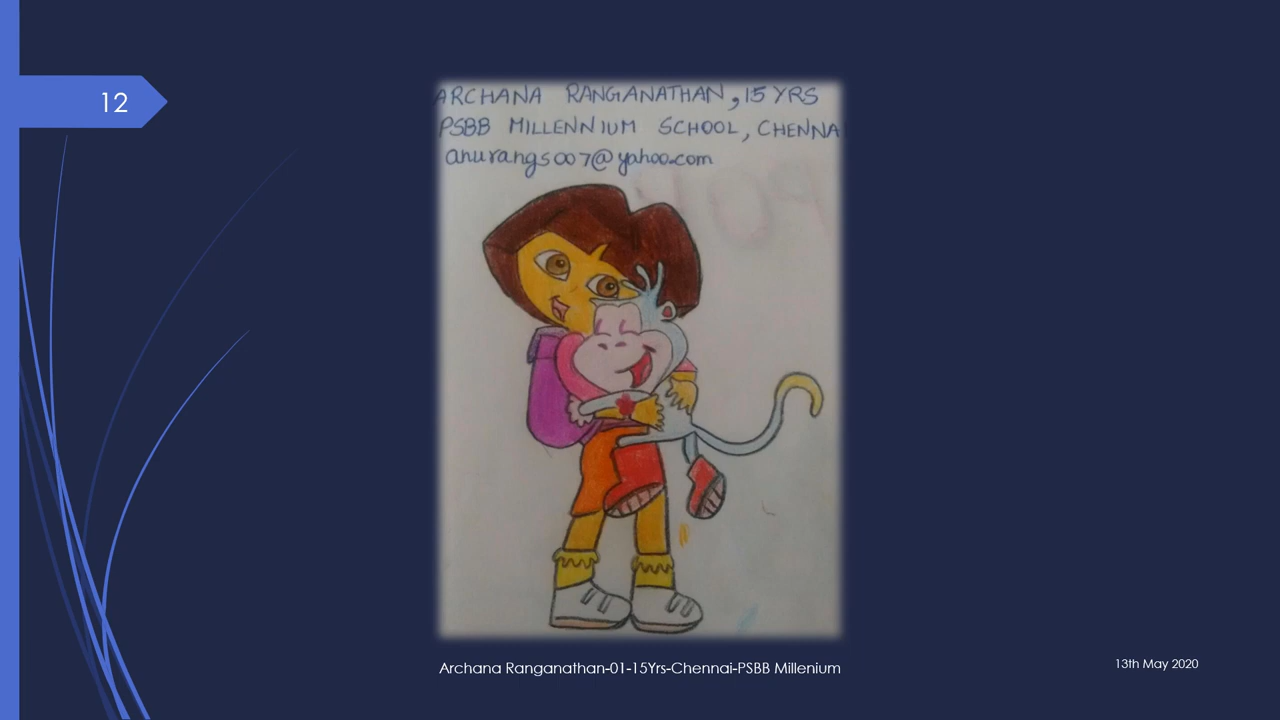 12
ARCHANA RANGANATHAN, 15 YRS
PSBB MILLENNIUM SCHOOL, CHENNA
anurangs007@yahoo.com
Archana Ranganathan-01-15Yrs-Chennai-PSBB Millenium
13th May 2020